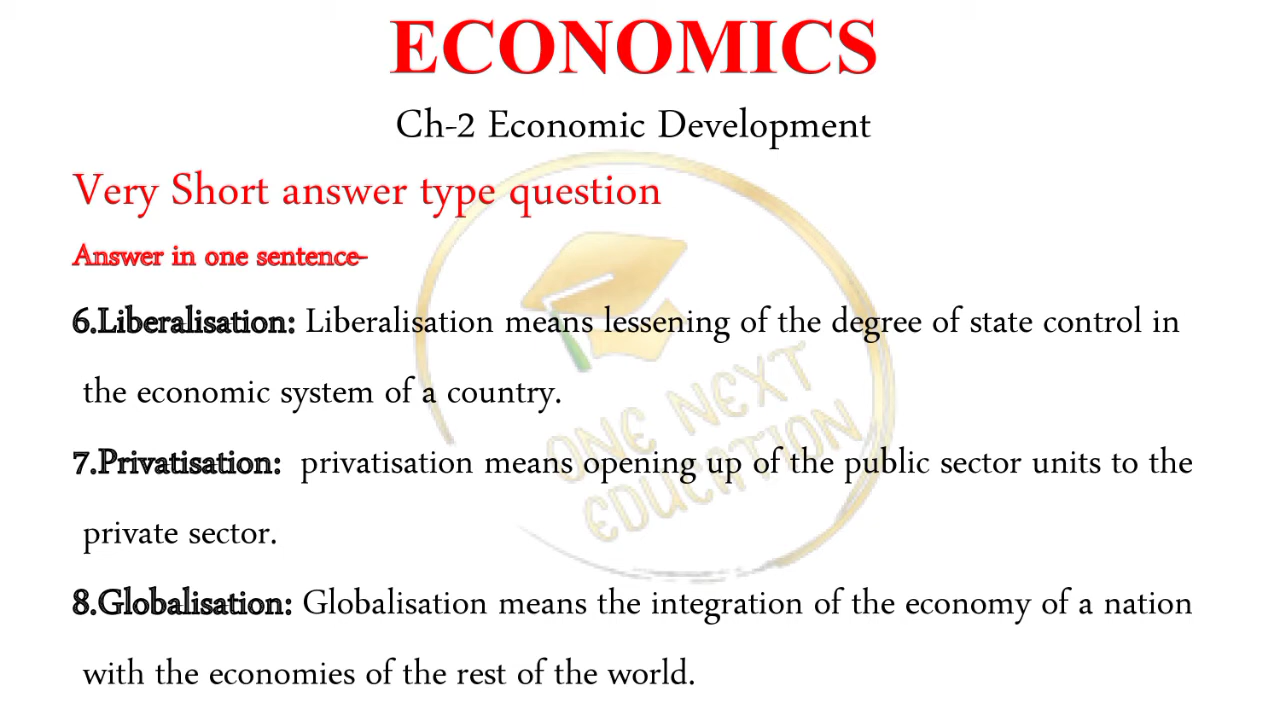 ECONOMICS
Ch-2 Economic Development
Very Short answer type question
Answer in one sentence-
6.Liberalisation: Liberalisation means lessening of the degree of state control in
the economic system of a country.
7.Privatisation: privatisation means opening up of the public sector units to the
private sector.
8.Globalisation: Globalisation means the integration of the economy of a nation
with the economies of the rest of the world.
ONE NEXT
EDUCATION